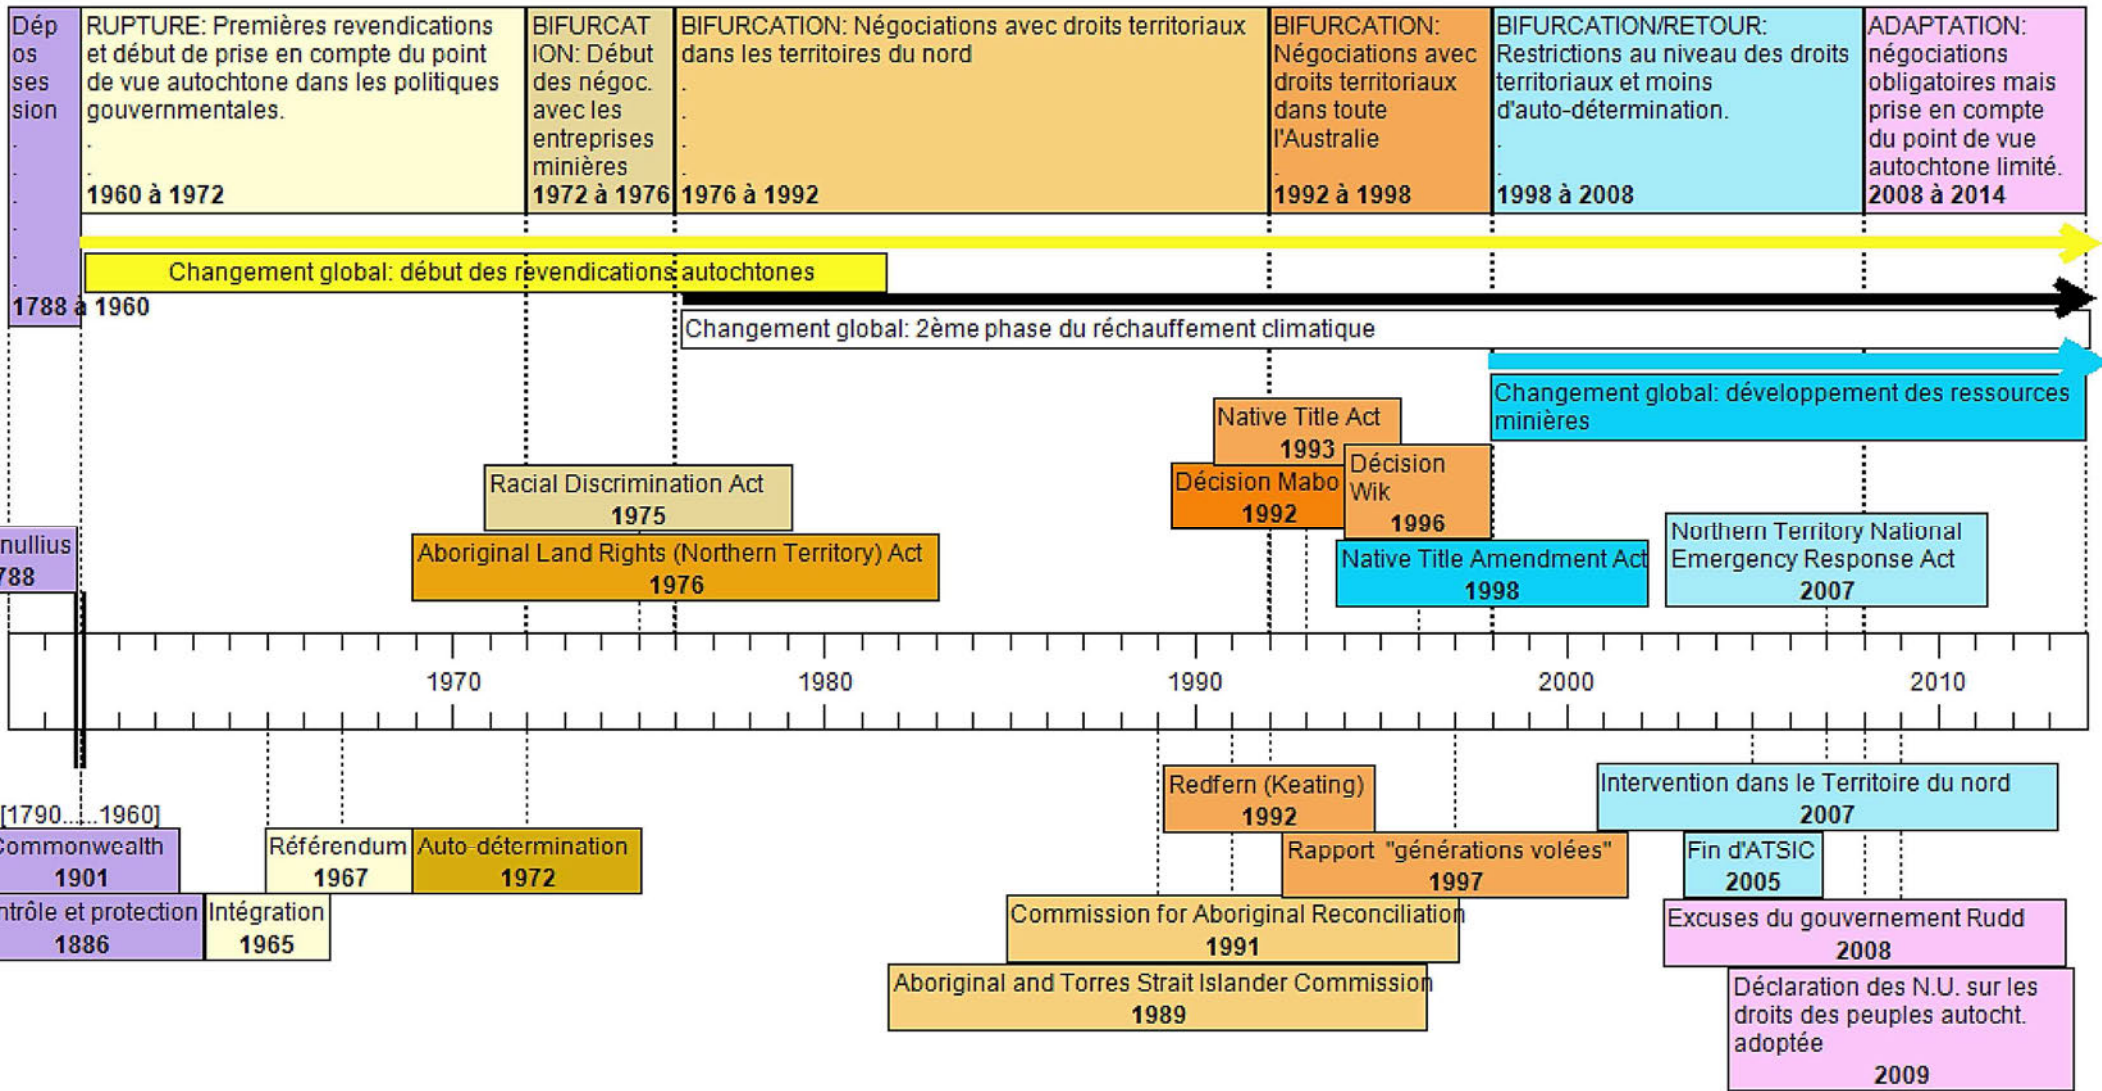 Dép
os
ses
sion
.
.
.
.
.
.
1788 à 1960
RUPTURE: Premières revendications
et début de prise en compte du point
de vue autochtone dans les politiques
gouvernmentales.
.
.
1960 à 1972
BIFURCAT
ION: Début
des négoc.
avec les
entreprises
minières
1972 à 1976
BIFURCATION: Négociations avec droits territoriaux
dans les territoires du nord
.
.
.
.
1976 à 1992
BIFURCATION:
Négociations avec
droits territoriaux
dans toute
l'Australie
.
1992 à 1998
BIFURCATION/RETOUR:
Restrictions au niveau des droits
territoriaux et moins
d'auto-détermination.
.
.
1998 à 2008
ADAPTATION:
négociations
obligatoires mais
prise en compte
du point de vue
autochtone limité.
2008 à 2014
Changement global: début des revendications autochtones
Changement global: 2ème phase du réchauffement climatique
Changement global: développement des ressources
minières
Native Title Act
1993
Décision Mabo
1992
Décision
Wik
1996
Racial Discrimination Act
1975
Aboriginal Land Rights (Northern Territory) Act
1976
Native Title Amendment Act
1998
Northern Territory National
Emergency Response Act
2007
nullius
788
1970 1980 1990 2000 2010
[1790......1960]
Commonwealth
1901
ntrôle et protection
1886
Intégration
1965
Référendum
1967
Auto-détermination
1972
Redfern (Keating)
1992
Rapport "générations volées"
1997
Commission for Aboriginal Reconciliation
1991
Aboriginal and Torres Strait Islander Commission
1989
Intervention dans le Territoire du nord
2007
Fin d'ATSIC
2005
Excuses du gouvernement Rudd
2008
Déclaration des N.U. sur les
droits des peuples autocht.
adoptée
2009